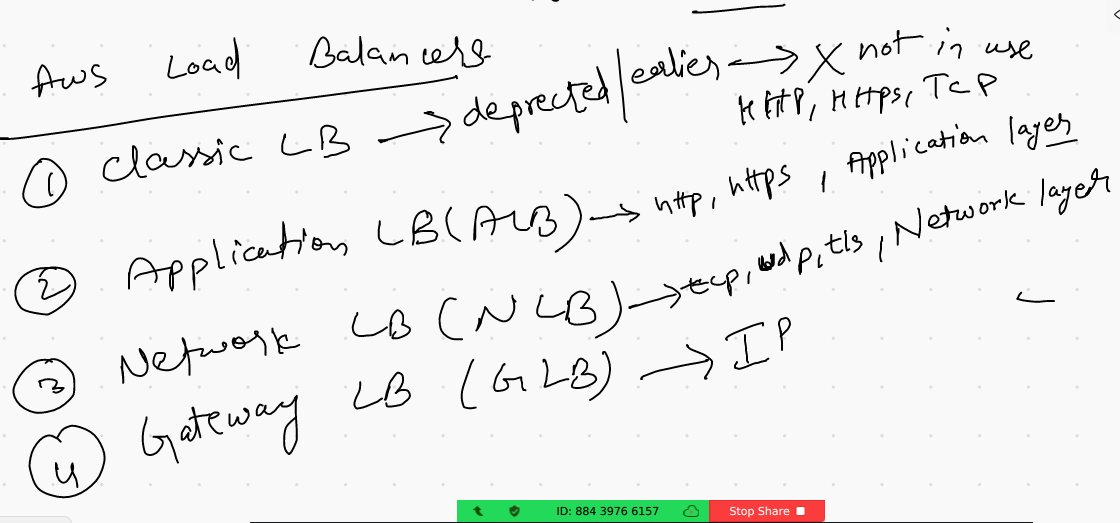 Aws Load Balancers
① Classic LB → deprected/earlier → X not in use
HTTP, HTTPs, TCP
② Application LB (ALB) → http, https, Application layer
③ Network LB (NLB) → tcp, udp, tls, Network layer
④ Gateway LB (GLB) → IP
ID: 884 3976 6157 Stop Share